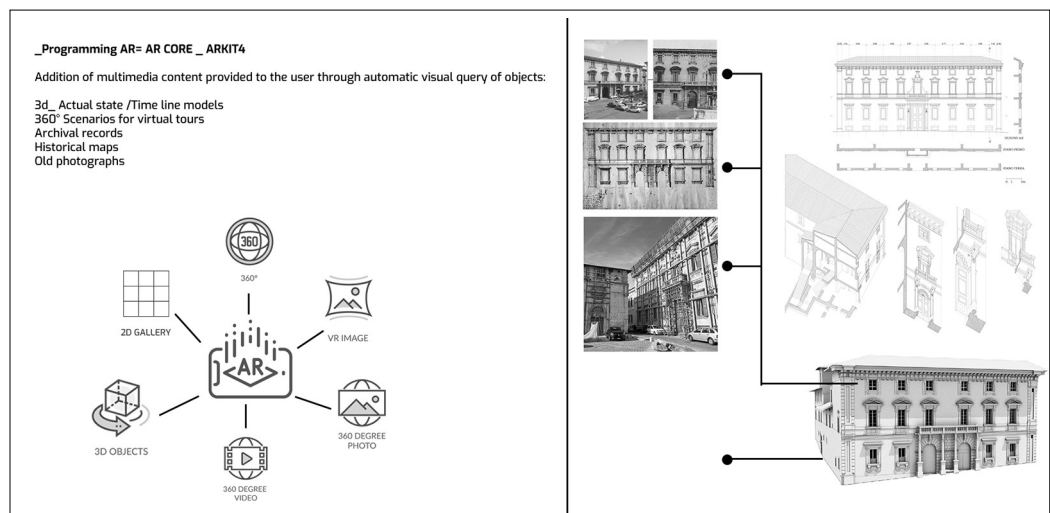 _Programming AR= AR CORE _ ARKIT4
Addition of multimedia content provided to the user through automatic visual query of objects:
3d_ Actual state /Time line models
360° Scenarios for virtual tours
Archival records
Historical maps
Old photographs
360
360°
2D GALLERY
VR IMAGE
<AR>
3D OBJECTS
360 DEGREE
PHOTO
360 DEGREE
VIDEO